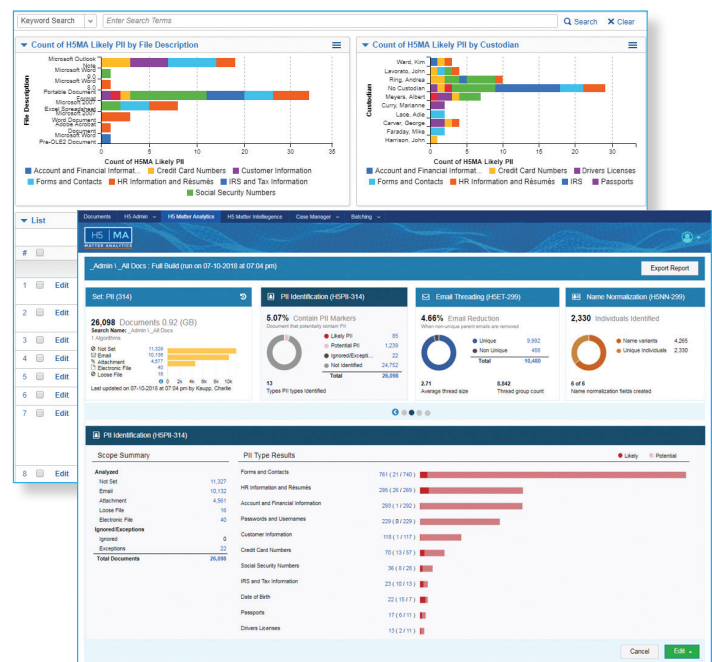 Keyword Search
Enter Search Terms
Search
Clear
Count of H5MA Likely PII by File Description
File Description
Microsoft Outlook Note
Microsoft Word 9.0
Microsoft Word 8.0
Portable Document Format
Microsoft 2007 Excel Spreadsheet
Microsoft 2007 Word Document
Adobe Acrobat Document
Microsoft Word Pre-OLE2 Document
0 5 10 20 30 35
Count of H5MA Likely PII
Account and Financial Informat... Credit Card Numbers Customer Information
Forms and Contacts HR Information and Résumés IRS and Tax Information
Social Security Numbers
Count of H5MA Likely PII by Custodian
Custodian
Ward, Kim
Lavorato, John
Ring, Andrea
No Custodian
Meyers, Albert
Curry, Marianne
Lace, Adie
Carver, George
Faraday, Mike
Harrison, John
0 5 10 15 20 30
Count of H5MA Likely PII
Account and Financial Informat... Credit Card Numbers Drivers Licenses
Forms and Contacts HR Information and Résumés IRS Passports
List
#
1 Edit
2 Edit
3 Edit
4 Edit
5 Edit
6 Edit
7 Edit
8 Edit
Documents H5 Admin H5 Matter Analytics H5 Matter Intelligence Case Manager Batching
H5 MA
MATTER ANALYTICS
_Admin \ _All Docs : Full Build (run on 07-10-2018 at 07:04 pm)
Export Report
Set: PII (314)
26,098 Documents 0.92 (GB)
Search Name: _Admin \ _All Docs
1 Algorithms
Not Set 11,329
Email 10,136
Attachment 4,577
Electronic File 40
Loose File 16
0 2k 4k 6k 8k 10k
Last updated on 07-10-2018 at 07:04 pm by Kaupp, Charlie
PII Identification (H5PII-314)
5.07% Contain PII Markers
Document that potentially contain PII
Likely PII 85
Potential PII 1,239
Ignored/Excepti... 22
Not Identified 24,752
Total 26,098
13
Types PII types Identified
Email Threading (H5ET-299)
4.66% Email Reduction
When non-unique parent emails are removed
Unique 9,992
Non Unique 488
Total 10,480
2.71
Average thread size
5,842
Thread group count
Name Normalization (H5NN-299)
2,330 Individuals Identified
Name variants 4,265
Unique Individuals 2,330
6 of 6
Name normalization fields created
PII Identification (H5PII-314)
Scope Summary
Analyzed
Not Set 11,327
Email 10,132
Attachment 4,561
Loose File 16
Electronic File 40
Ignored/Exceptions
Ignored 0
Exceptions 22
Total Documents 26,098
PII Type Results
Likely Potential
Forms and Contacts 761 ( 21 / 740 )
HR Information and Résumés 295 ( 26 / 269 )
Account and Financial Information 293 ( 1 / 292 )
Passwords and Usernames 229 ( 0 / 229 )
Customer Information 118 ( 1 / 117 )
Credit Card Numbers 70 ( 13 / 57 )
Social Security Numbers 36 ( 8 / 28 )
IRS and Tax Information 23 ( 10 / 13 )
Date of Birth 22 ( 15 / 7 )
Passports 17 ( 6 / 11 )
Drivers Licenses 13 ( 2 / 11 )
Cancel
Edit